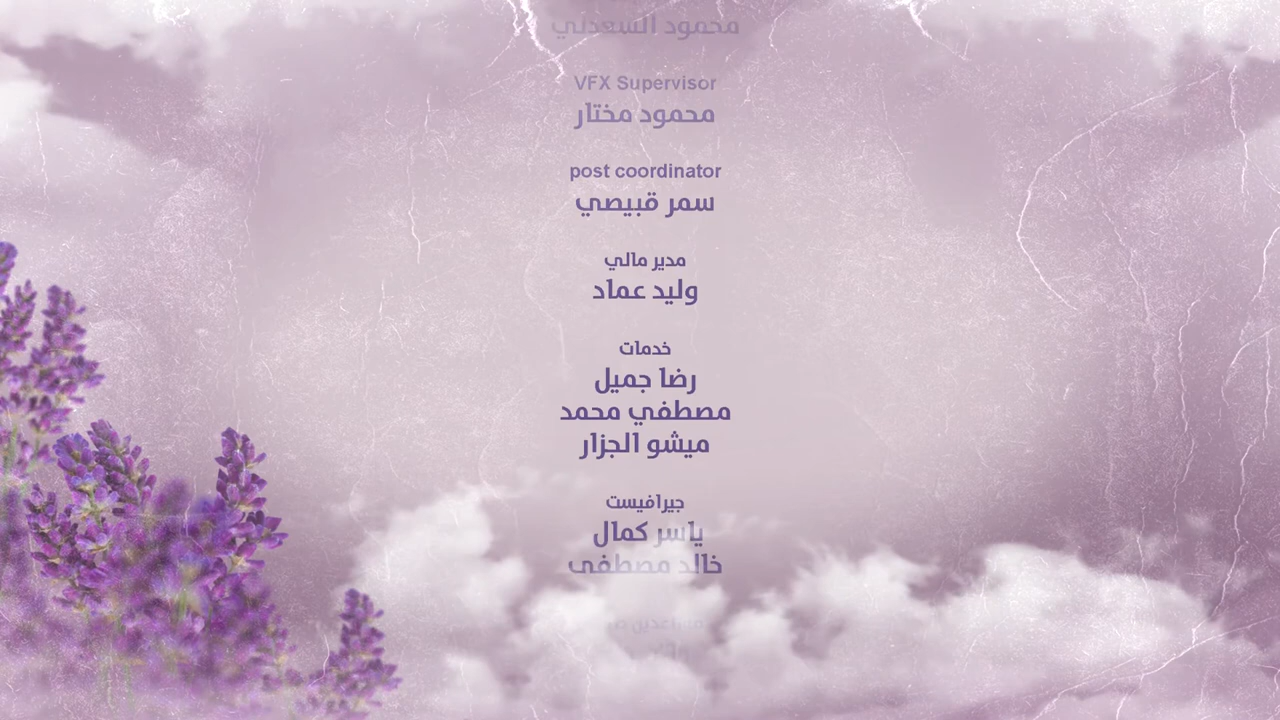 محمود السعدني
VFX Supervisor
محمود مختار
post coordinator
سمر قبيصي
مدير مالي
وليد عماد
خدمات
رضا جميل
مصطفي محمد
ميشو الجزار
جيرافيست
ياسر كمال
خالد مصطفى